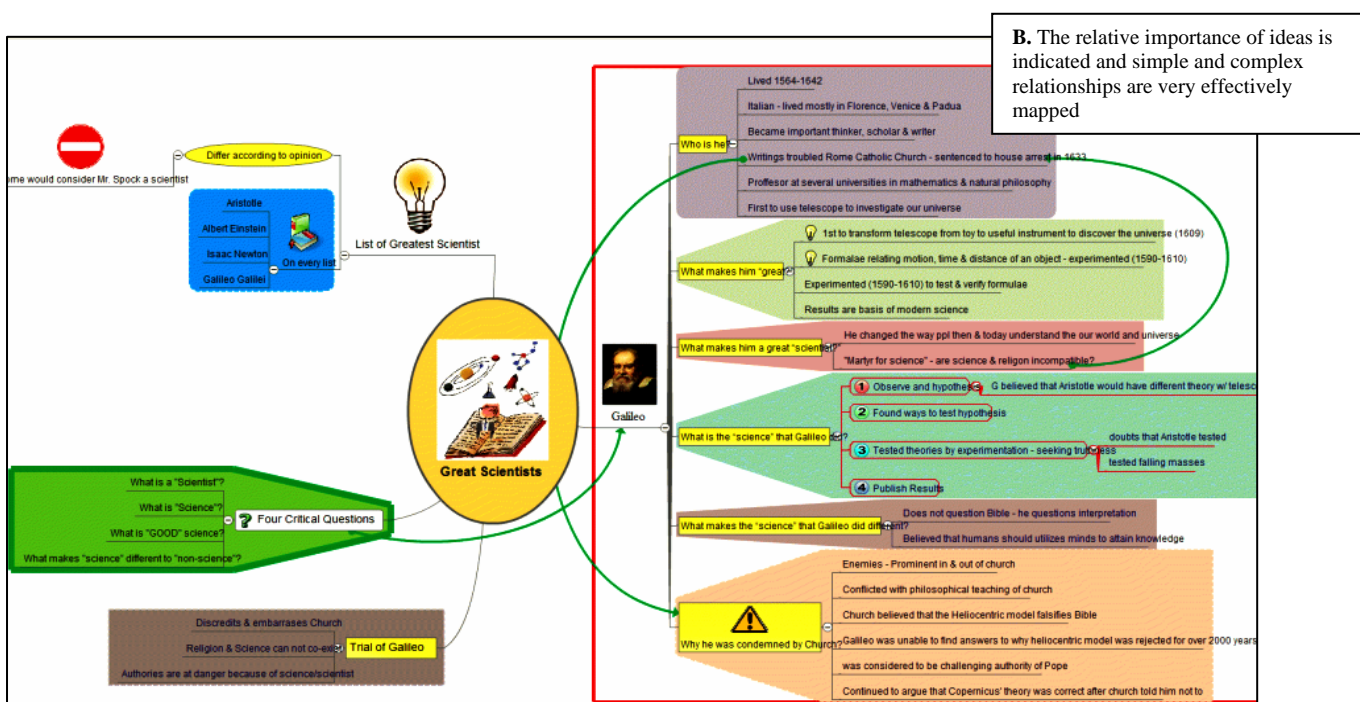 B. The relative importance of ideas is
indicated and simple and complex
relationships are very effectively
mapped
Differ according to opinion
would consider Mr. Spock a scientist
Aristotle
Albert Einstein
Isaac Newton
Galileo Galilei
On every list
List of Greatest Scientist
Great Scientists
What is a "Scientist"?
What is "Science"?
What is "GOOD" science?
What makes "science" different to "non-science"?
? Four Critical Questions
Discredits & embarrases Church
Religion & Science can not co-
Authories are at danger because of science/scientist
Trial of Galileo
Galileo
Who is he
Lived 1564-1642
Italian - lived mostly in Florence, Venice & Padua
Became important thinker, scholar & writer
Writings troubled Rome Catholic Church - sentenced to house arrest in 1633
Proffesor at several universities in mathematics & natural philosophy
First to use telescope to investigate our universe
What makes him "great
1st to transform telescope from toy to useful instrument to discover the universe (1609)
Formalae relating motion, time & distance of an object - experimented (1590-1610)
Experimented (1590-1610) to test & verify formulae
Results are basis of modern science
What makes him a great "scientist?"
He changed the way ppl then & today understand the our world and universe
"Martyr for science" - are science & religon incompatible?
What is the "science" that Galileo ?
1 Observe and hypothesis
G believed that Aristotle would have different theory w/
2 Found ways to test hypothesis
3 Tested theories by experimentation - seeking
doubts that Aristotle tested
tested falling masses
4 Publish Results
What makes the "science" that Galileo did different?
Does not question Bible - he questions interpretation
Believed that humans should utilizes minds to attain knowledge
Why he was condemned by Church?
Enemies - Prominent in & out of church
Conflicted with philosophical teaching of church
Church believed that the Heliocentric model falsifies Bible
Galileo was unable to find answers to why heliocentric model was rejected for over 2000 years
was considered to be challenging authority of Pope
Continued to argue that Copernicus' theory was correct after church told him not to